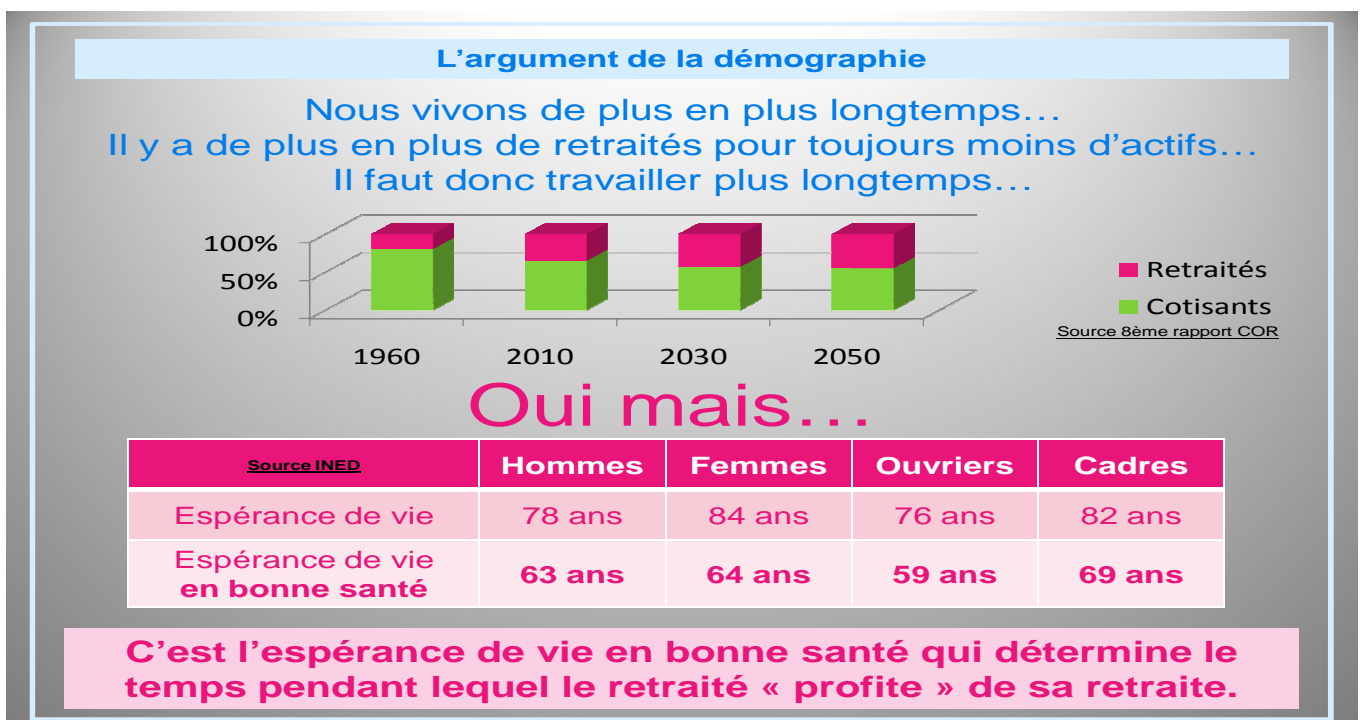 L’argument de la démographie
Nous vivons de plus en plus longtemps…
Il y a de plus en plus de retraités pour toujours moins d’actifs…
Il faut donc travailler plus longtemps…
100%
50%
0%
1960 2010 2030 2050
Retraités
Cotisants
Source 8ème rapport COR
Oui mais…
Source INED Hommes Femmes Ouvriers Cadres
Espérance de vie 78 ans 84 ans 76 ans 82 ans
Espérance de vie
en bonne santé 63 ans 64 ans 59 ans 69 ans
C’est l’espérance de vie en bonne santé qui détermine le
temps pendant lequel le retraité « profite » de sa retraite.